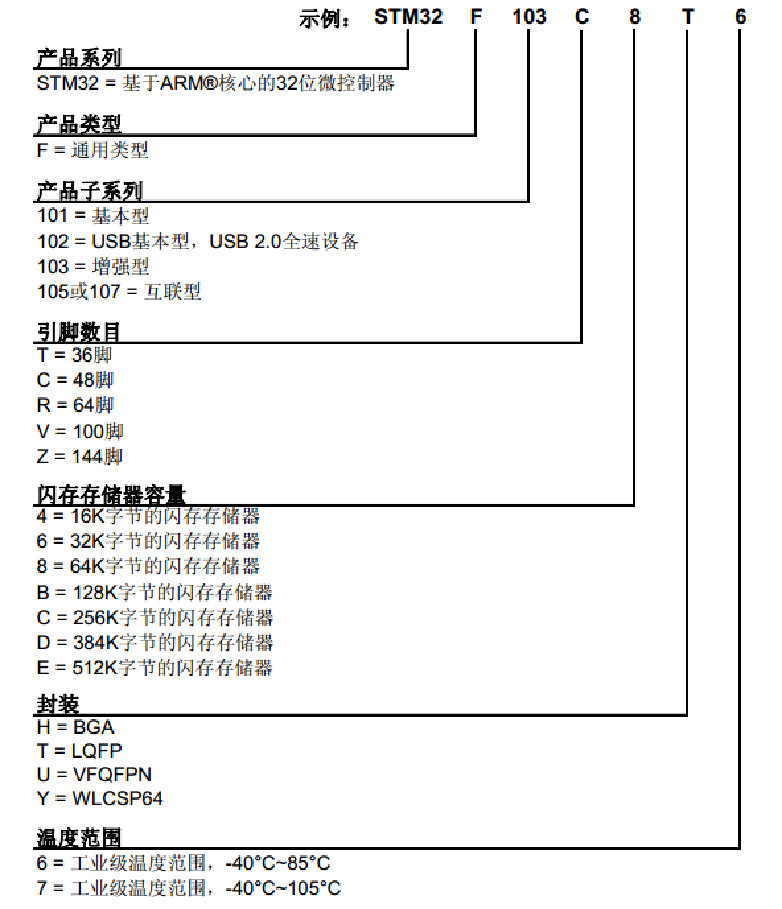 示例： STM32 F 103 C 8 T 6
产品系列
STM32 = 基于ARM®核心的32位微控制器
产品类型
F = 通用类型
产品子系列
101 = 基本型
102 = USB基本型，USB 2.0全速设备
103 = 增强型
105或107 = 互联型
引脚数目
T = 36脚
C = 48脚
R = 64脚
V = 100脚
Z = 144脚
闪存存储器容量
4 = 16K字节的闪存存储器
6 = 32K字节的闪存存储器
8 = 64K字节的闪存存储器
B = 128K字节的闪存存储器
C = 256K字节的闪存存储器
D = 384K字节的闪存存储器
E = 512K字节的闪存存储器
封装
H = BGA
T = LQFP
U = VFQFPN
Y = WLCSP64
温度范围
6 = 工业级温度范围，-40°C~85°C
7 = 工业级温度范围，-40°C~105°C